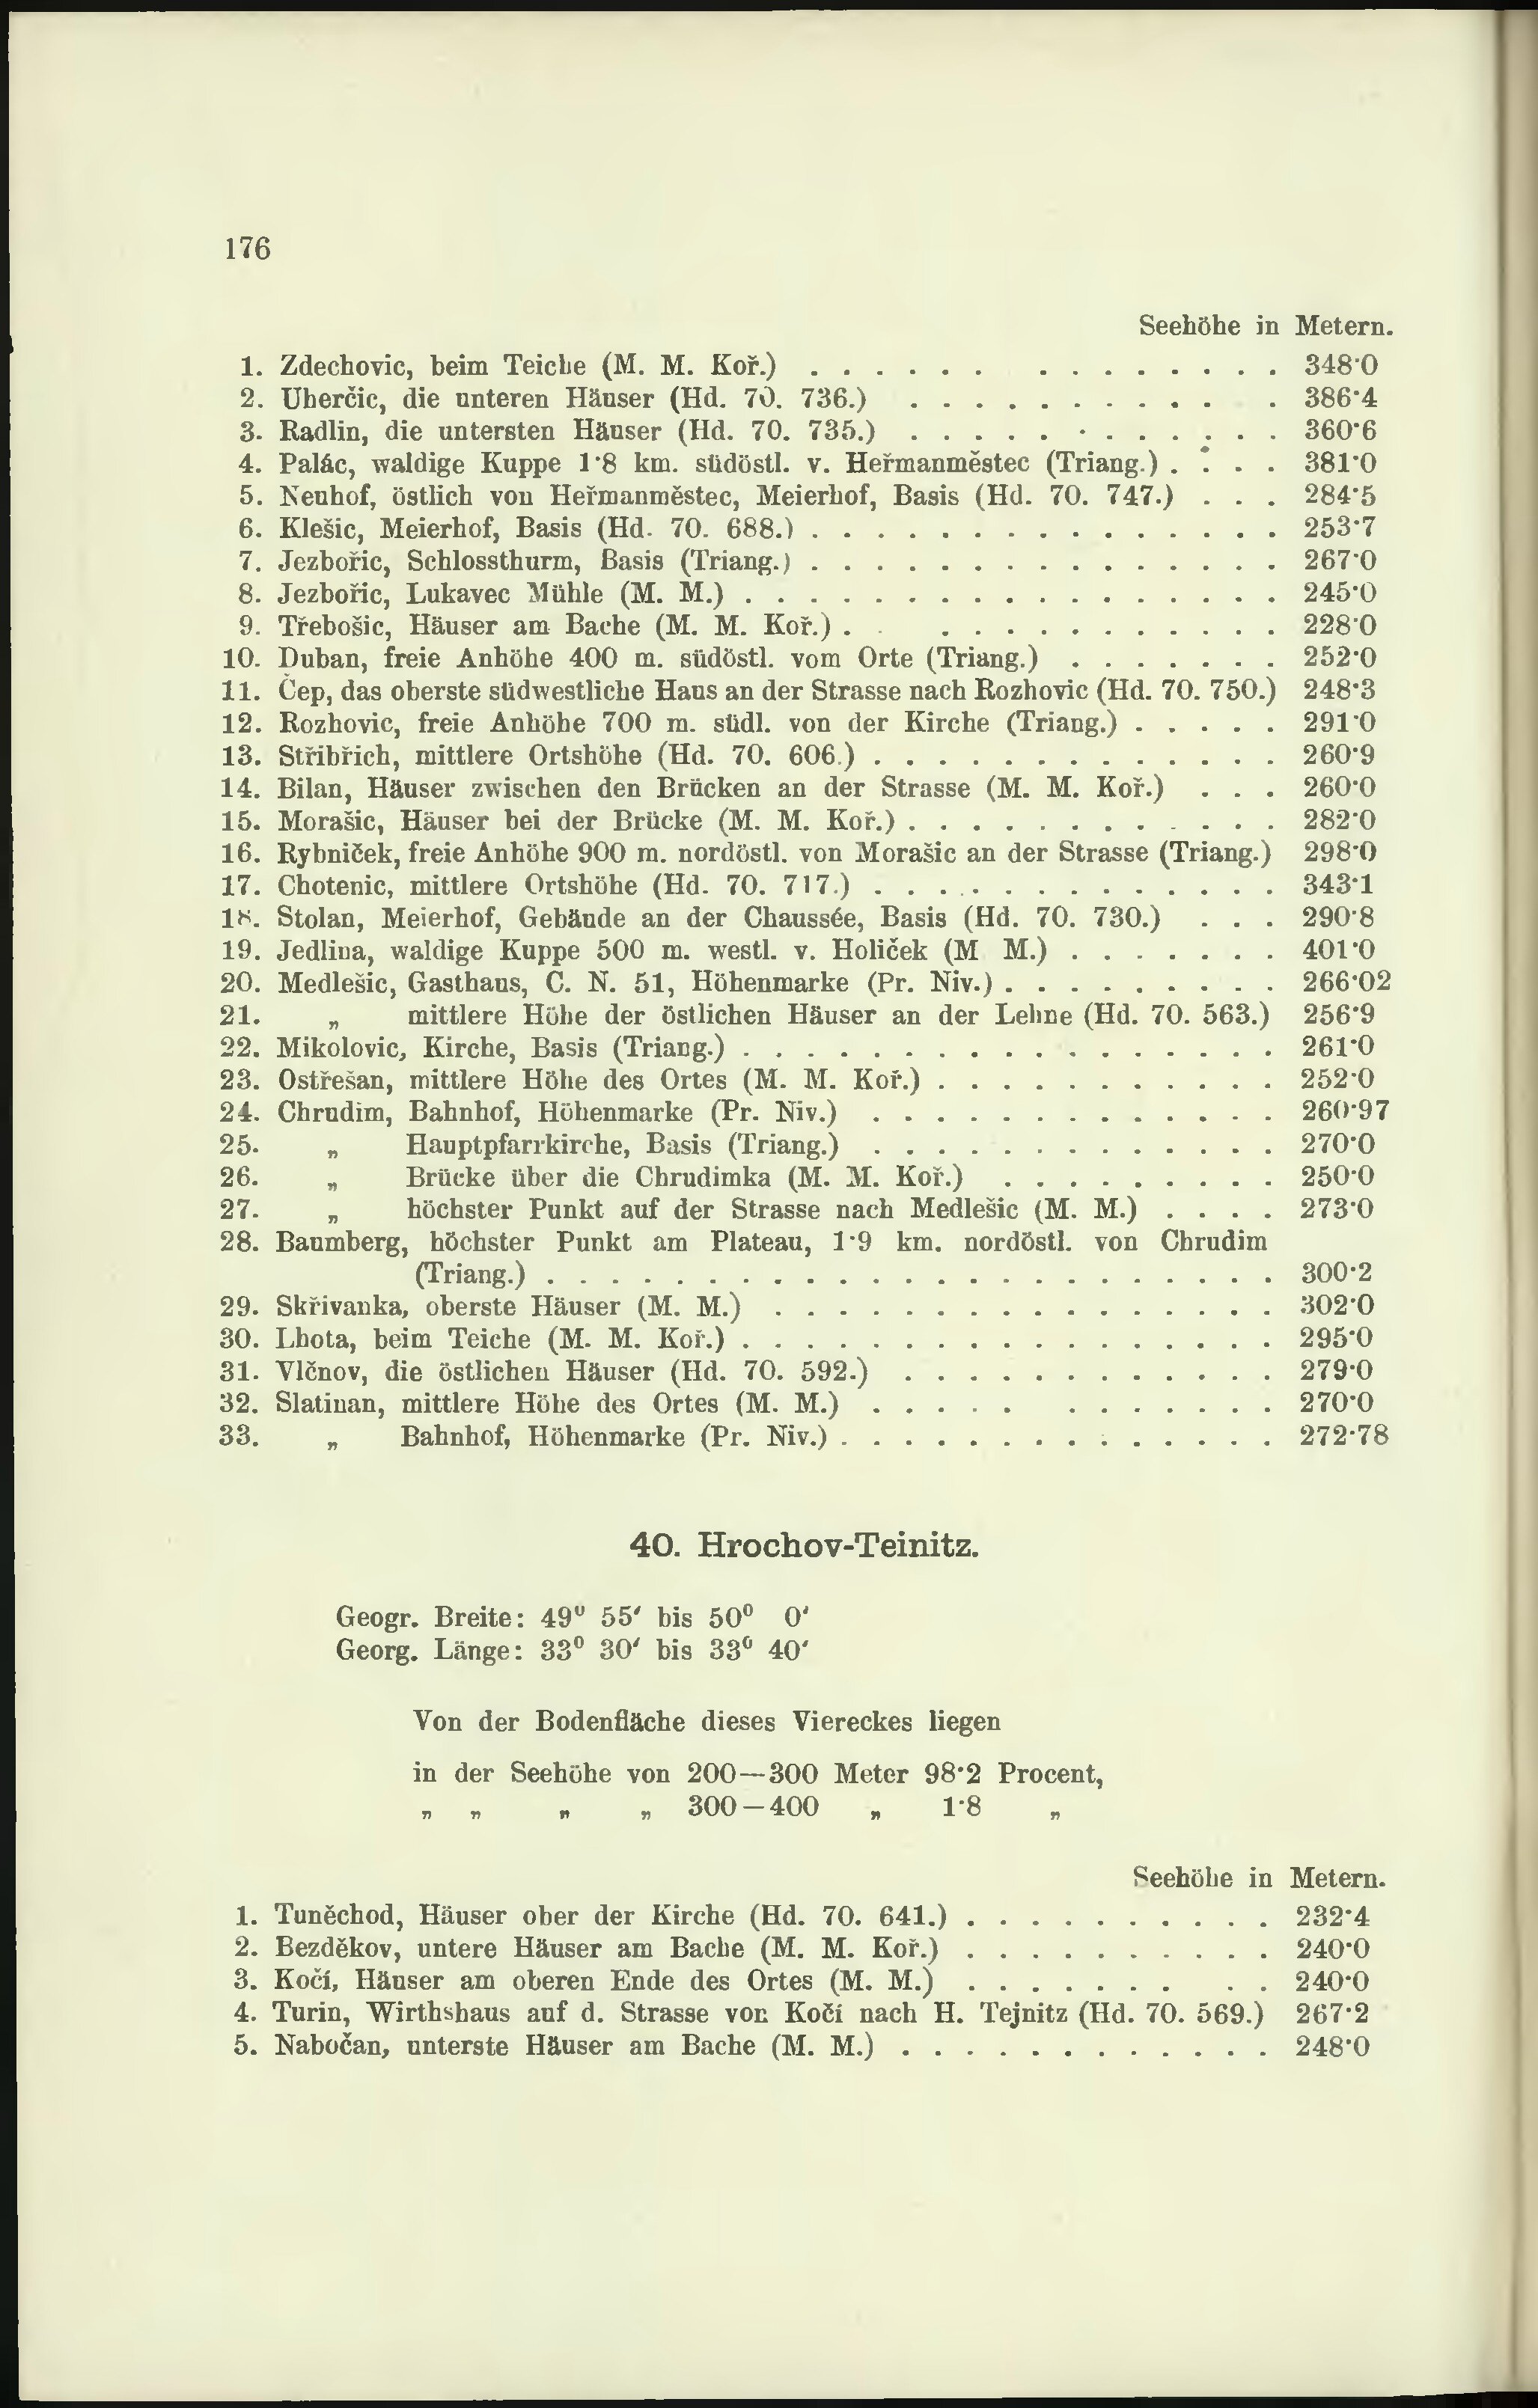 176
Seehöhe in Metern.
1. Zdechovic, beim Teiche (M. M. Koř.) . . . . . . . . . . . . . . 348·0
2. Uherčic, die unteren Häuser (Hd. 70. 736.) . . . . . . . . . . . 386·4
3. Radlin, die untersten Häuser (Hd. 70. 735.) . . . . . . . . . . . . 360·6
4. Palác, waldige Kuppe 1·8 km. südöstl. v. Heřmanměstec (Triang.) . . . . 381·0
5. Neuhof, östlich von Heřmanměstec, Meierhof, Basis (Hd. 70. 747.) . . . 284·5
6. Klešic, Meierhof, Basis (Hd. 70. 688.) . . . . . . . . . . . . . . . 253·7
7. Jezbořic, Schlossthurm, Basis (Triang.) . . . . . . . . . . . . . . . 267·0
8. Jezbořic, Lukavec Mühle (M. M.) . . . . . . . . . . . . . . . . . 245·0
9. Třebošic, Häuser am Bache (M. M. Koř.) . . . . . . . . . . . . . 228·0
10. Duban, freie Anhöhe 400 m. südöstl. vom Orte (Triang.) . . . . . . . 252·0
11. Čep, das oberste südwestliche Haus an der Strasse nach Rozhovic (Hd. 70. 750.) 248·3
12. Rozhovic, freie Anhöhe 700 m. südl. von der Kirche (Triang.) . . . . . 291·0
13. Střibřich, mittlere Ortshöhe (Hd. 70. 606.) . . . . . . . . . . . . . 260·9
14. Bilan, Häuser zwischen den Brücken an der Strasse (M. M. Koř.) . . . 260·0
15. Morašic, Häuser bei der Brücke (M. M. Koř.) . . . . . . . . . . . . 282·0
16. Rybniček, freie Anhöhe 900 m. nordöstl. von Morašic an der Strasse (Triang.) 298·0
17. Chotenic, mittlere Ortshöhe (Hd. 70. 717.) . . . . . . . . . . . . . 343·1
18. Stolan, Meierhof, Gebäude an der Chaussée, Basis (Hd. 70. 730.) . . . 290·8
19. Jedlina, waldige Kuppe 500 m. westl. v. Holiček (M M.) . . . . . . . 401·0
20. Medlešic, Gasthaus, C. N. 51, Höhenmarke (Pr. Niv.) . . . . . . . . . 266·02
21. „ mittlere Höhe der östlichen Häuser an der Lehne (Hd. 70. 563.) 256·9
22. Mikolovic, Kirche, Basis (Triang.) . . . . . . . . . . . . . . . . . 261·0
23. Ostřešan, mittlere Höhe des Ortes (M. M. Koř.) . . . . . . . . . . . 252·0
24. Chrudim, Bahnhof, Höhenmarke (Pr. Niv.) . . . . . . . . . . . . . 260·97
25. „ Hauptpfarrkirche, Basis (Triang.) . . . . . . . . . . . . . 270·0
26. „ Brücke über die Chrudimka (M. M. Koř.) . . . . . . . . . 250·0
27. „ höchster Punkt auf der Strasse nach Medlešic (M. M.) . . . . 273·0
28. Baumberg, höchster Punkt am Plateau, 1·9 km. nordöstl. von Chrudim
(Triang.) . . . . . . . . . . . . . . . . . . . . . . . 300·2
29. Skřivanka, oberste Häuser (M. M.) . . . . . . . . . . . . . . . . 302·0
30. Lhota, beim Teiche (M. M. Koř.) . . . . . . . . . . . . . . . . . 295·0
31. Vlčnov, die östlichen Häuser (Hd. 70. 592.) . . . . . . . . . . . . 279·0
32. Slatinan, mittlere Höhe des Ortes (M. M.) . . . . . . . . . . . . 270·0
33. „ Bahnhof, Höhenmarke (Pr. Niv.) . . . . . . . . . . . . . . 272·78
40. Hrochov-Teinitz.
Geogr. Breite: 49⁰ 55′ bis 50⁰ 0′
Georg. Länge: 33⁰ 30′ bis 33⁰ 40′
Von der Bodenfläche dieses Viereckes liegen
in der Seehöhe von 200—300 Meter 98·2 Procent,
„ „ „ „ 300—400 „ 1·8 „
Seehöhe in Metern.
1. Tuněchod, Häuser ober der Kirche (Hd. 70. 641.) . . . . . . . . . . 232·4
2. Bezděkov, untere Häuser am Bache (M. M. Koř.) . . . . . . . . . . 240·0
3. Kočí, Häuser am oberen Ende des Ortes (M. M.) . . . . . . . . . 240·0
4. Turin, Wirthshaus auf d. Strasse von Kočí nach H. Tejnitz (Hd. 70. 569.) 267·2
5. Nabočan, unterste Häuser am Bache (M. M.) . . . . . . . . . . . . 248·0